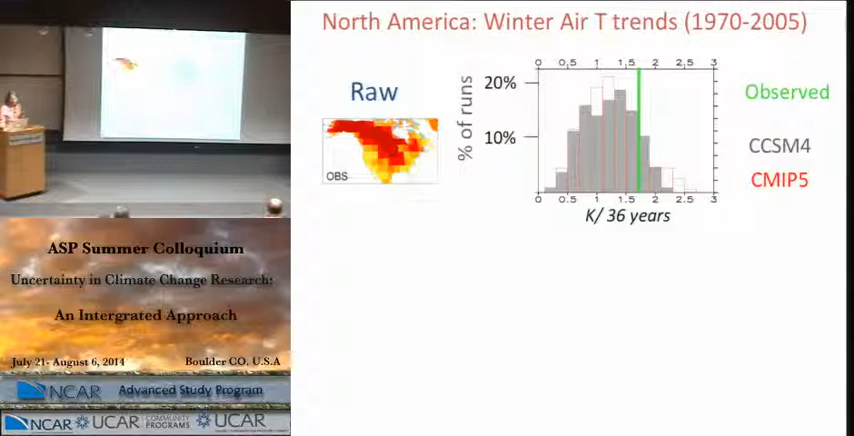 North America: Winter Air T trends (1970-2005)
Raw
OBS
% of runs
20%
10%
0 0.5 1 1.5 2 2.5 3
0 0.5 1 1.5 2 2.5 3
K/ 36 years
Observed
CCSM4
CMIP5
ASP Summer Colloquium
Uncertainty in Climate Change Research:
An Intergrated Approach
July 21- August 6, 2014 Boulder CO. U.S.A
NCAR Advanced Study Program
NCAR UCAR COMMUNITY PROGRAMS UCAR